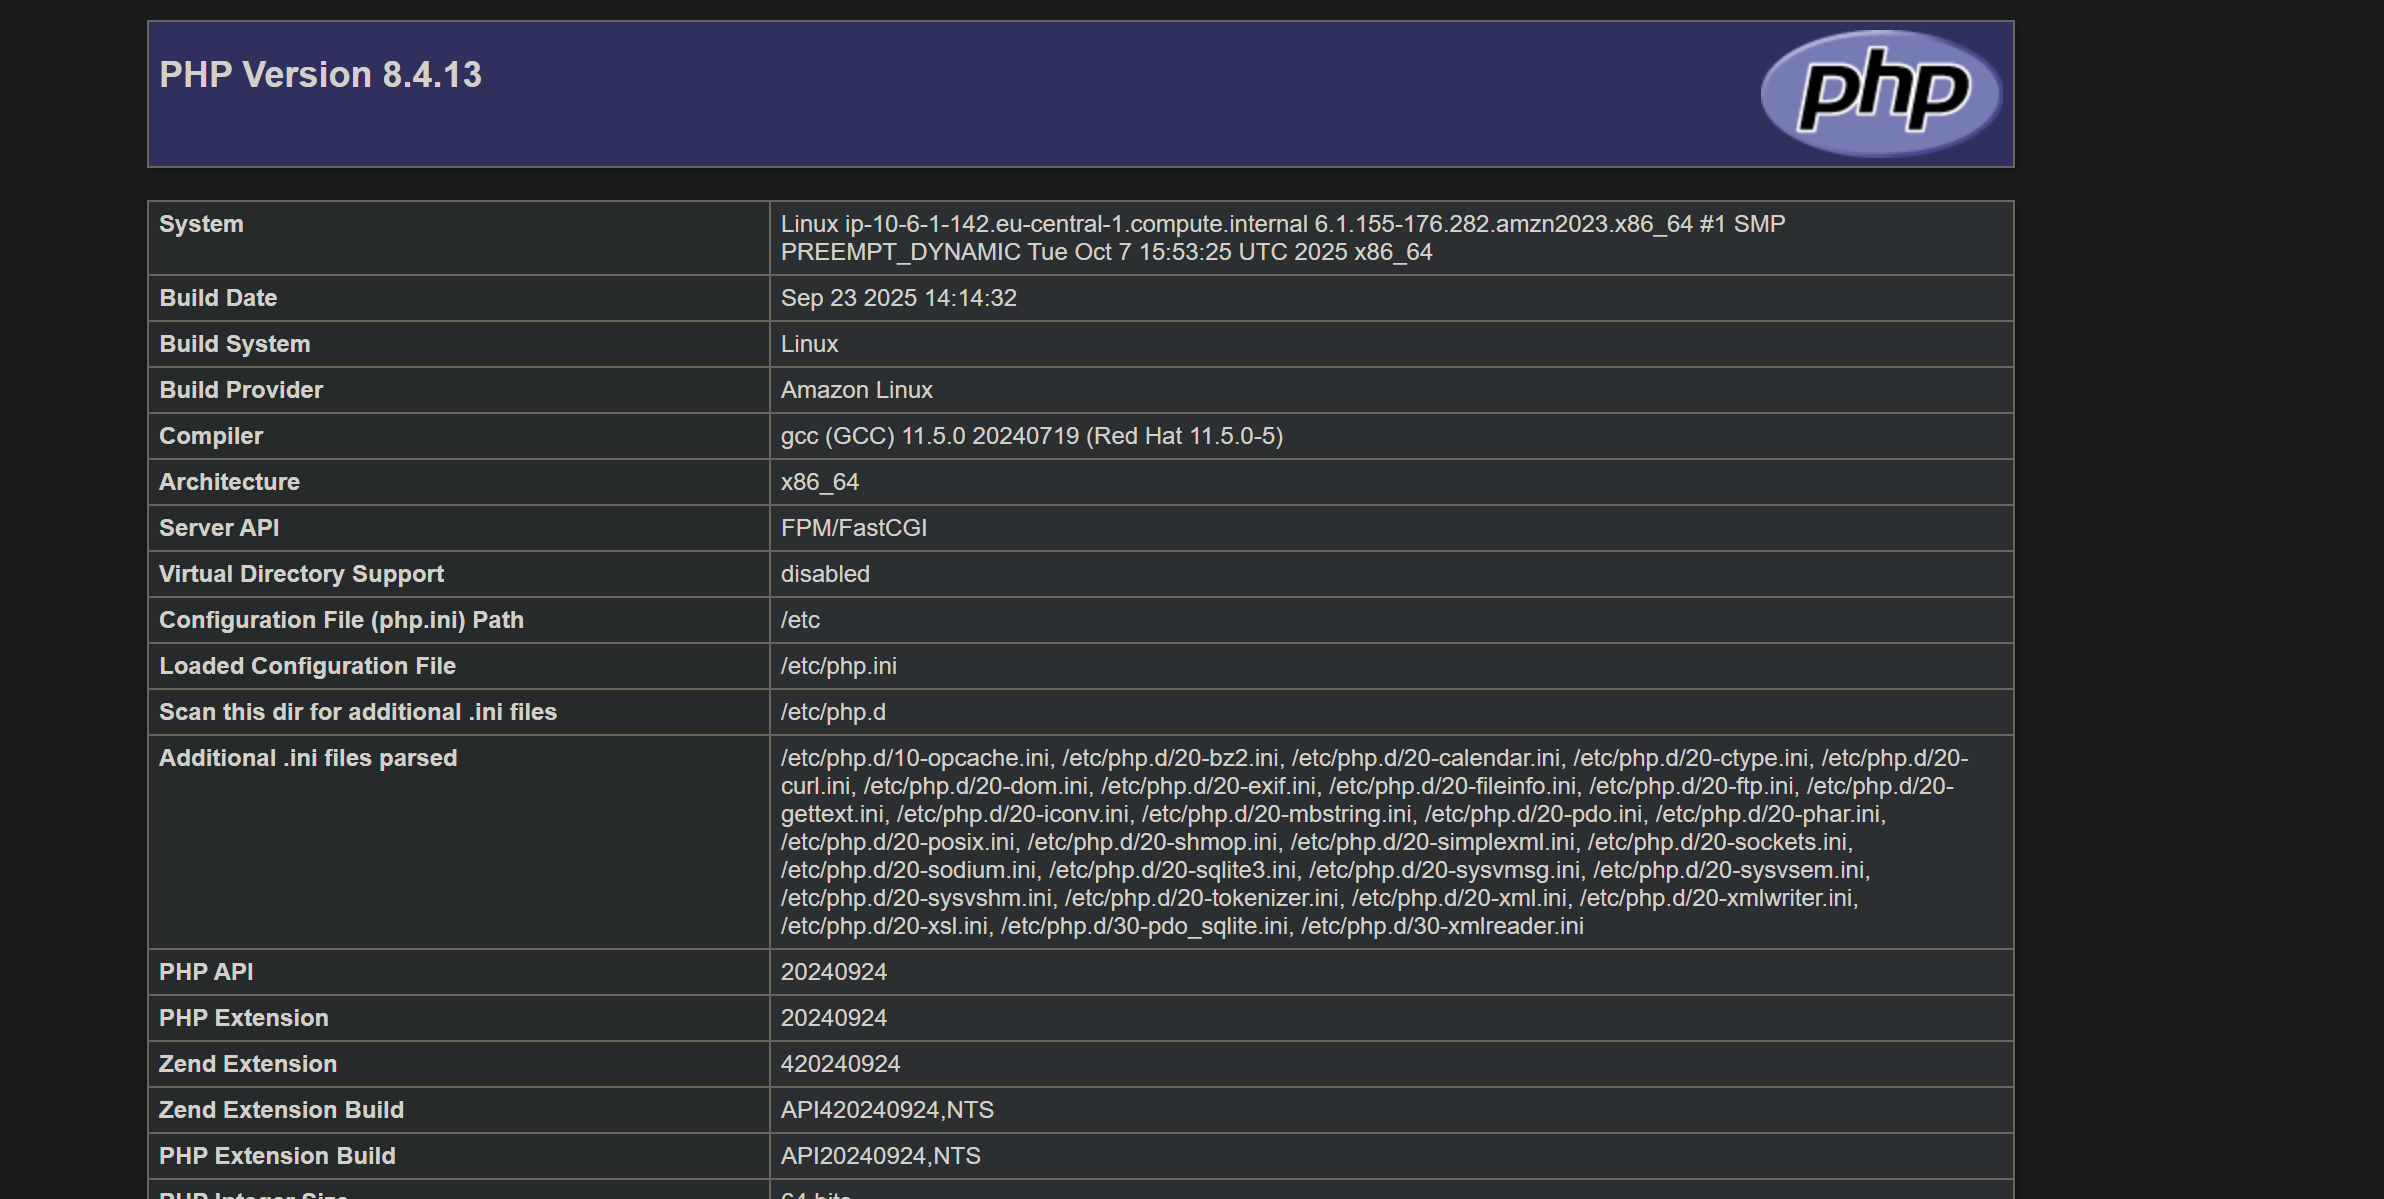 PHP Version 8.4.13
php
System
Linux ip-10-6-1-142.eu-central-1.compute.internal 6.1.155-176.282.amzn2023.x86_64 #1 SMP
PREEMPT_DYNAMIC Tue Oct 7 15:53:25 UTC 2025 x86_64
Build Date
Sep 23 2025 14:14:32
Build System
Linux
Build Provider
Amazon Linux
Compiler
gcc (GCC) 11.5.0 20240719 (Red Hat 11.5.0-5)
Architecture
x86_64
Server API
FPM/FastCGI
Virtual Directory Support
disabled
Configuration File (php.ini) Path
/etc
Loaded Configuration File
/etc/php.ini
Scan this dir for additional .ini files
/etc/php.d
Additional .ini files parsed
/etc/php.d/10-opcache.ini, /etc/php.d/20-bz2.ini, /etc/php.d/20-calendar.ini, /etc/php.d/20-ctype.ini, /etc/php.d/20-
curl.ini, /etc/php.d/20-dom.ini, /etc/php.d/20-exif.ini, /etc/php.d/20-fileinfo.ini, /etc/php.d/20-ftp.ini, /etc/php.d/20-
gettext.ini, /etc/php.d/20-iconv.ini, /etc/php.d/20-mbstring.ini, /etc/php.d/20-pdo.ini, /etc/php.d/20-phar.ini,
/etc/php.d/20-posix.ini, /etc/php.d/20-shmop.ini, /etc/php.d/20-simplexml.ini, /etc/php.d/20-sockets.ini,
/etc/php.d/20-sodium.ini, /etc/php.d/20-sqlite3.ini, /etc/php.d/20-sysvmsg.ini, /etc/php.d/20-sysvsem.ini,
/etc/php.d/20-sysvshm.ini, /etc/php.d/20-tokenizer.ini, /etc/php.d/20-xml.ini, /etc/php.d/20-xmlwriter.ini,
/etc/php.d/20-xsl.ini, /etc/php.d/30-pdo_sqlite.ini, /etc/php.d/30-xmlreader.ini
PHP API
20240924
PHP Extension
20240924
Zend Extension
420240924
Zend Extension Build
API420240924,NTS
PHP Extension Build
API20240924,NTS
PHP Integer Size
64 bits